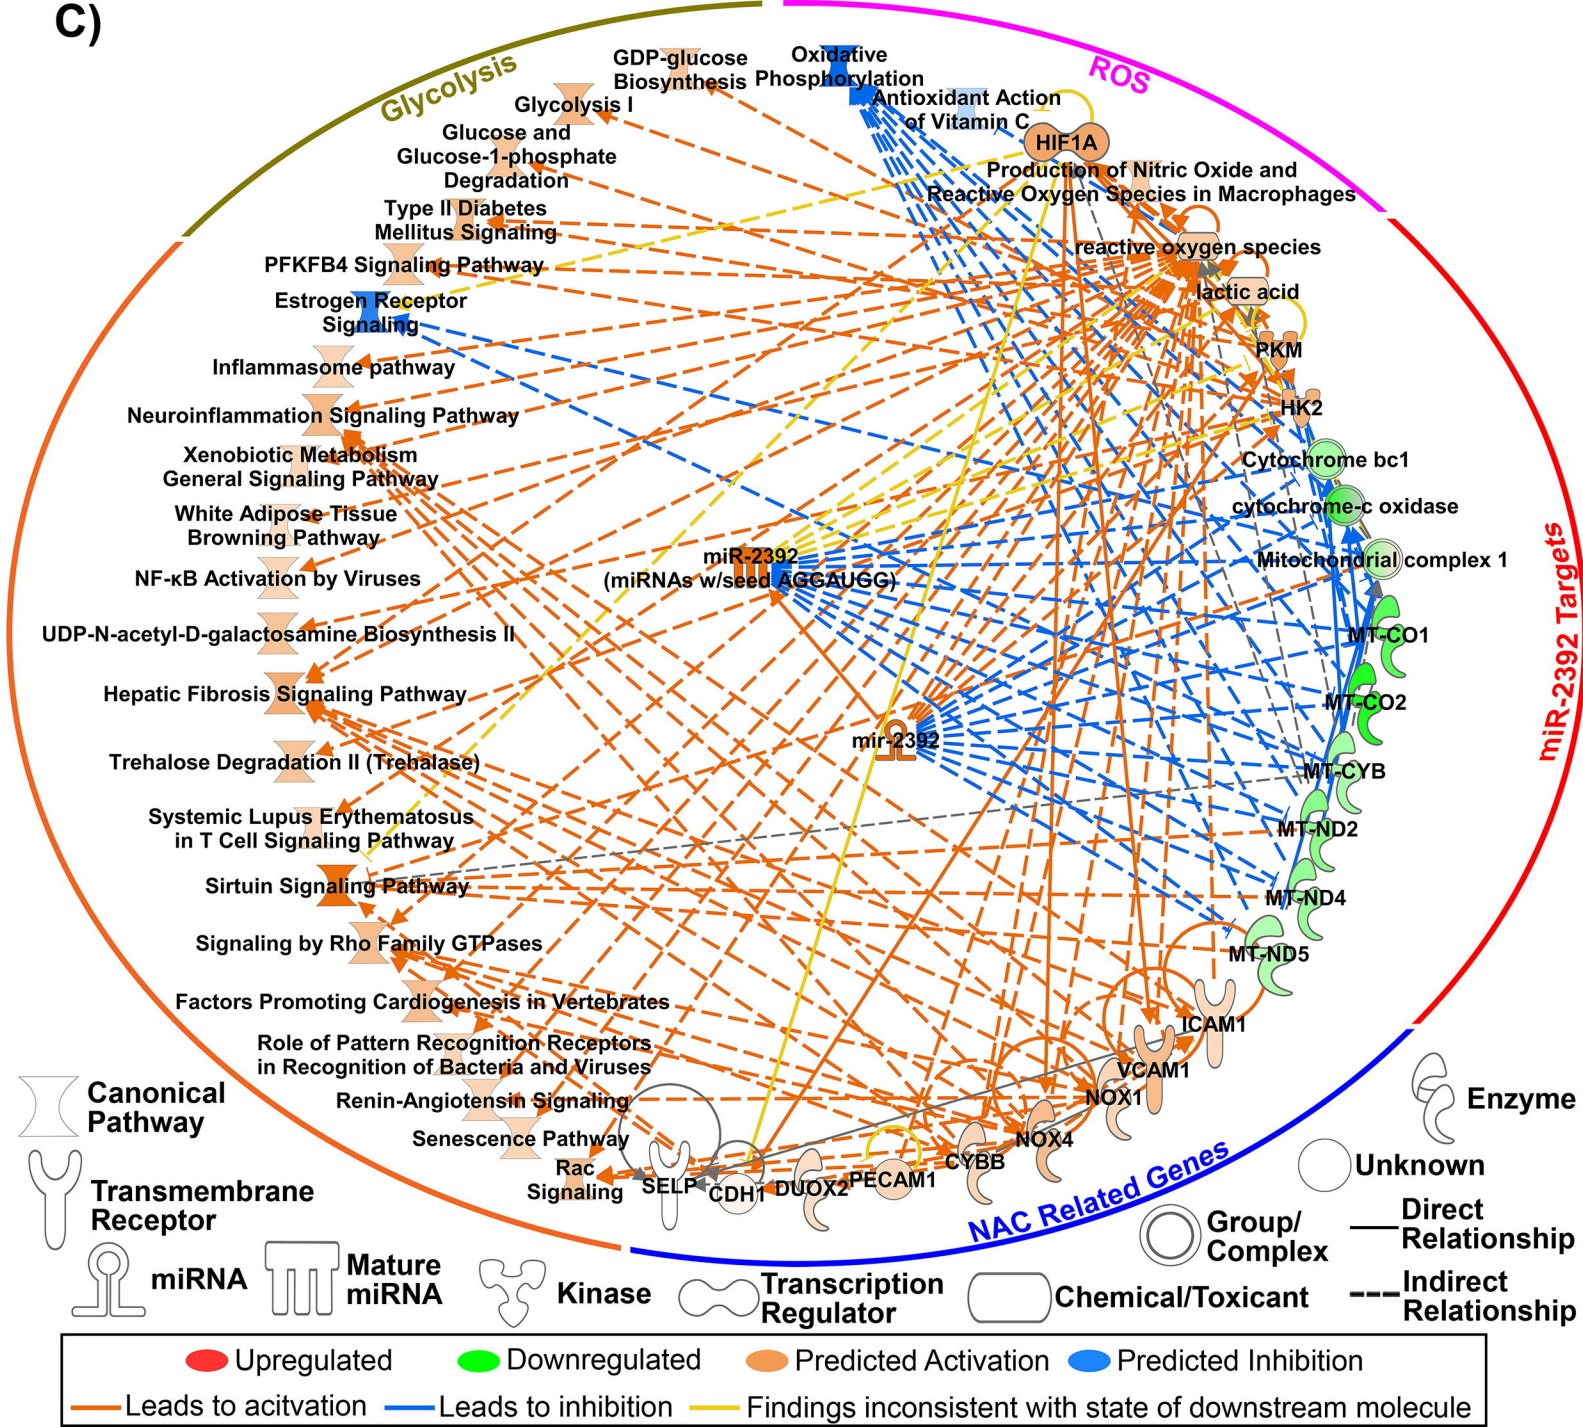 C)
Glycolysis
ROS
miR-2392 Targets
NAC Related Genes
GDP-glucose
Biosynthesis
Glycolysis I
Glucose and
Glucose-1-phosphate
Degradation
Type II Diabetes
Mellitus Signaling
PFKFB4 Signaling Pathway
Estrogen Receptor
Signaling
Inflammasome pathway
Neuroinflammation Signaling Pathway
Xenobiotic Metabolism
General Signaling Pathway
White Adipose Tissue
Browning Pathway
NF-κB Activation by Viruses
UDP-N-acetyl-D-galactosamine Biosynthesis II
Hepatic Fibrosis Signaling Pathway
Trehalose Degradation II (Trehalase)
Systemic Lupus Erythematosus
in T Cell Signaling Pathway
Sirtuin Signaling Pathway
Signaling by Rho Family GTPases
Factors Promoting Cardiogenesis in Vertebrates
Role of Pattern Recognition Receptors
in Recognition of Bacteria and Viruses
Renin-Angiotensin Signaling
Senescence Pathway
Rac
Signaling
Oxidative
Phosphorylation
Antioxidant Action
of Vitamin C
HIF1A
Production of Nitric Oxide and
Reactive Oxygen Species in Macrophages
reactive oxygen species
lactic acid
PKM
HK2
Cytochrome bc1
cytochrome-c oxidase
Mitochondrial complex 1
MT-CO1
MT-CO2
MT-CYB
MT-ND2
MT-ND4
MT-ND5
ICAM1
VCAM1
NOX1
NOX4
CYBB
PECAM1
DUOX2
CDH1
SELP
miR-2392
(miRNAs w/seed AGGAUGG)
mir-2392
Canonical
Pathway
Transmembrane
Receptor
miRNA
Mature
miRNA
Kinase
Transcription
Regulator
Chemical/Toxicant
Group/
Complex
Enzyme
Unknown
Direct
Relationship
Indirect
Relationship
Upregulated
Downregulated
Predicted Activation
Predicted Inhibition
Leads to acitvation
Leads to inhibition
Findings inconsistent with state of downstream molecule